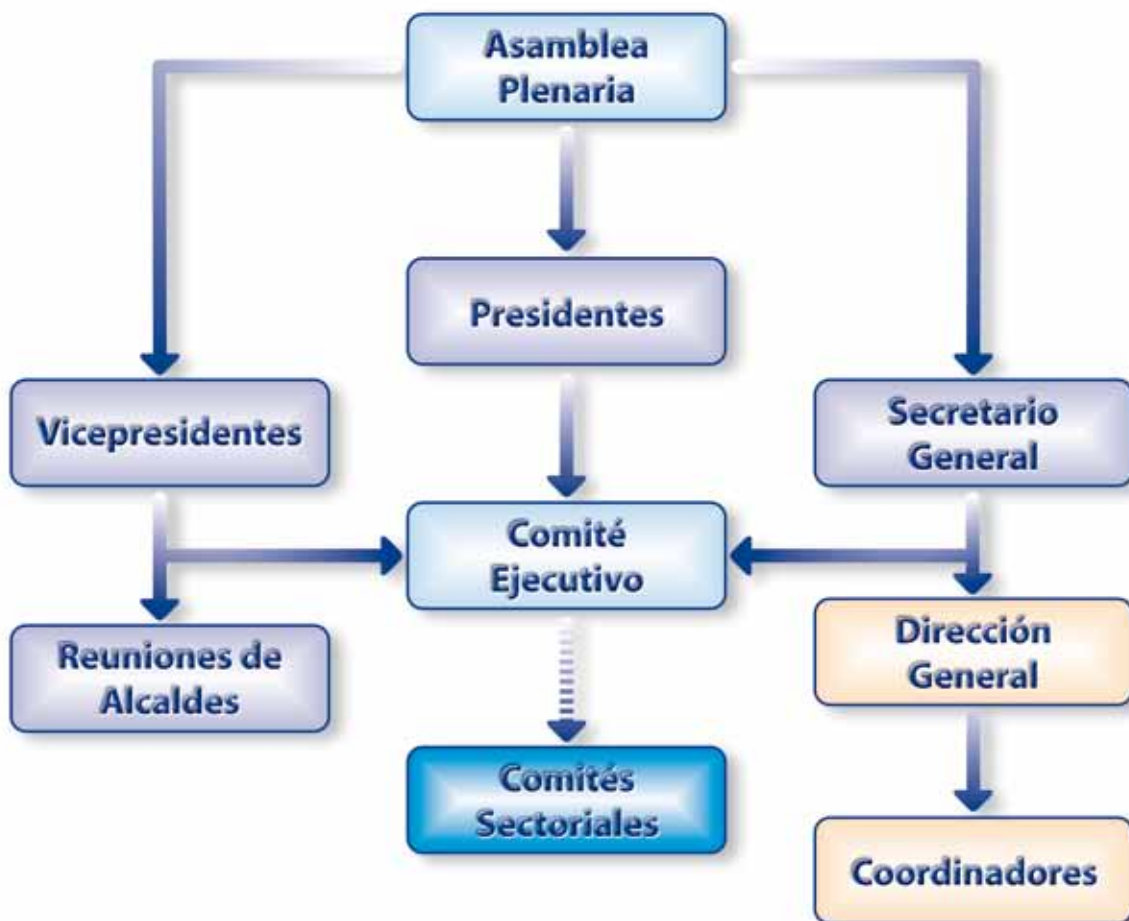 Asamblea
Plenaria
Presidentes
Vicepresidentes
Secretario
General
Comité
Ejecutivo
Reuniones de
Alcaldes
Dirección
General
Comités
Sectoriales
Coordinadores